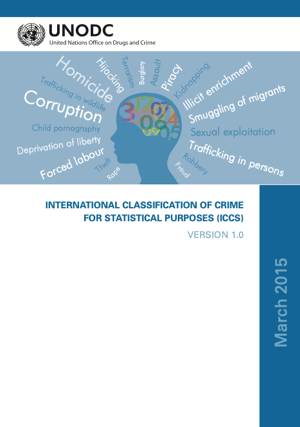 UNODC
United Nations Office on Drugs and Crime
Homicide
Hijacking
Terrorism
Burglary
Assault
Piracy
Kidnapping
Trafficking in wildlife
Illicit enrichment
Corruption
Smuggling of migrants
Child pornography
Sexual exploitation
Deprivation of liberty
Trafficking in persons
Forced labour
Theft
Rape
Fraud
Robbery
INTERNATIONAL CLASSIFICATION OF CRIME
FOR STATISTICAL PURPOSES (ICCS)
VERSION 1.0
March 2015